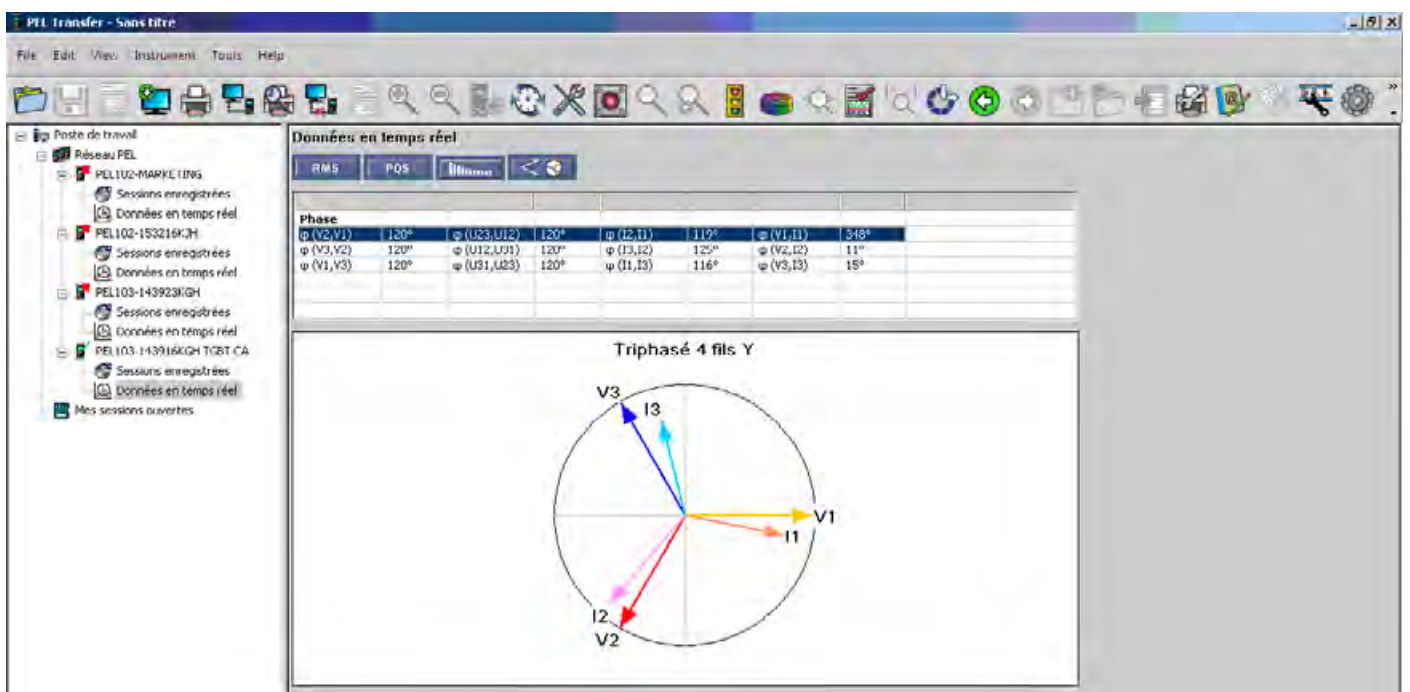 PEL Transfer - Sans titre
File Edit View Instrument Tools Help
Poste de travail
Réseau PEL
PEL102-MARKETING
Sessions enregistrées
Données en temps réel
PEL102-153216KJH
Sessions enregistrées
Données en temps réel
PEL103-143923KGH
Sessions enregistrées
Données en temps réel
PEL103-143916KGH TGBT CA
Sessions enregistrées
Données en temps réel
Mes sessions ouvertes
Données en temps réel
RMS PQS
Phase
φ (V2,V1) 120° φ (U23,U12) 120° φ (I2,I1) 119° φ (V1,I1) 348°
φ (V3,V2) 120° φ (U12,U31) 120° φ (I3,I2) 125° φ (V2,I2) 11°
φ (V1,V3) 120° φ (U31,U23) 120° φ (I1,I3) 116° φ (V3,I3) 15°
Triphasé 4 fils Y
V3
I3
V1
I1
I2
V2